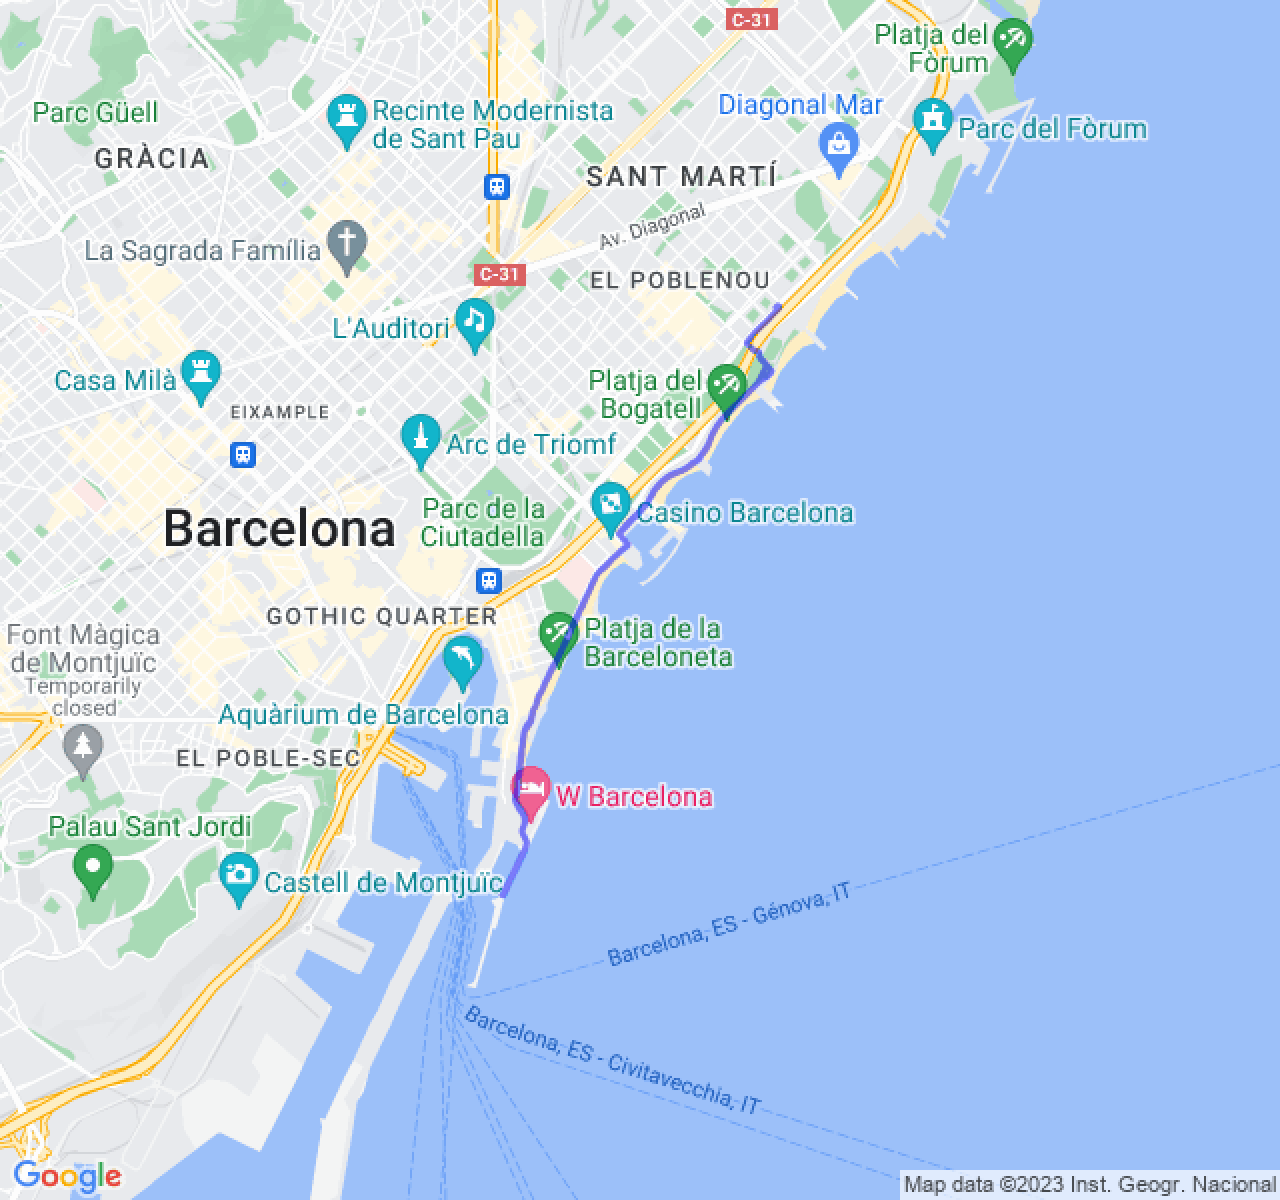 C-31
Platja del
Fòrum
Parc Güell
Recinte Modernista
de Sant Pau
Diagonal Mar
Parc del Fòrum
GRÀCIA
SANT MARTÍ
Av. Diagonal
La Sagrada Família
C-31
EL POBLENOU
L'Auditori
Casa Milà
Platja del
Bogatell
EIXAMPLE
Arc de Triomf
Parc de la
Ciutadella
Casino Barcelona
Barcelona
GOTHIC QUARTER
Font Màgica
de Montjuïc
Temporarily
closed
Platja de la
Barceloneta
Aquàrium de Barcelona
EL POBLE-SEC
W Barcelona
Palau Sant Jordi
Castell de Montjuïc
Barcelona, ES - Génova, IT
Barcelona, ES - Civitavecchia, IT
Google
Map data ©2023 Inst. Geogr. Nacional